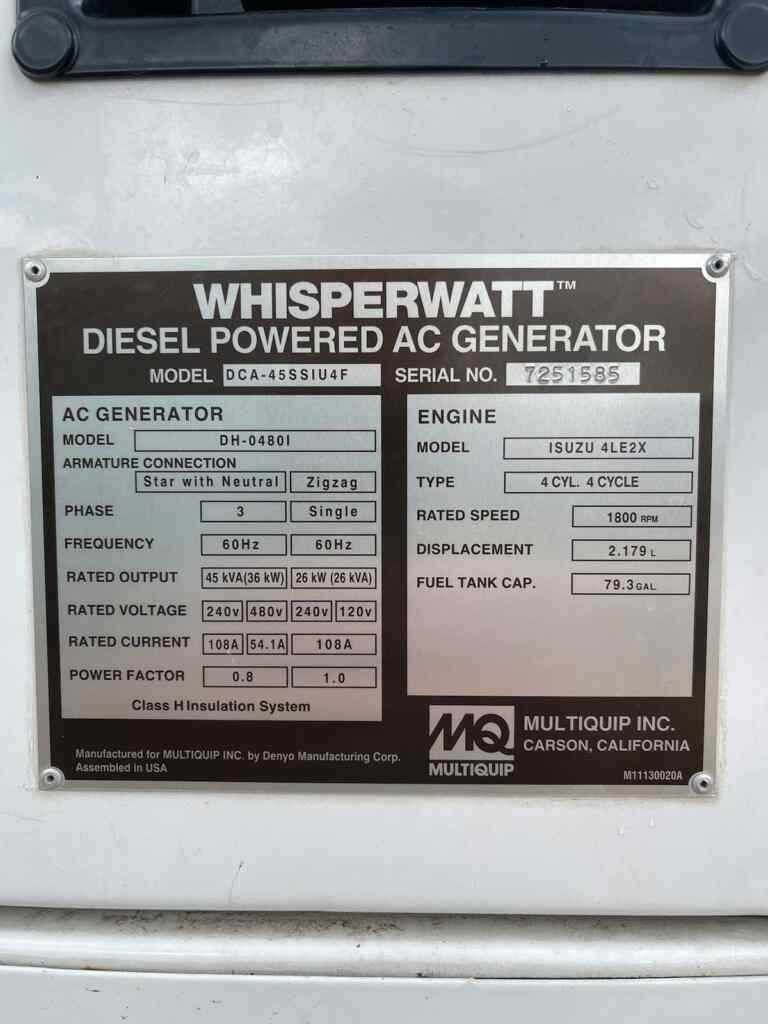 WHISPERWATT™
DIESEL POWERED AC GENERATOR
MODEL DCA-45SSIU4F SERIAL NO. 7251585
AC GENERATOR
MODEL DH-0480I
ARMATURE CONNECTION
Star with Neutral Zigzag
PHASE 3 Single
FREQUENCY 60Hz 60Hz
RATED OUTPUT 45 kVA(36 kW) 26 kW (26 kVA)
RATED VOLTAGE 240v 480v 240v 120v
RATED CURRENT 108A 54.1A 108A
POWER FACTOR 0.8 1.0
Class H Insulation System
ENGINE
MODEL ISUZU 4LE2X
TYPE 4 CYL. 4 CYCLE
RATED SPEED 1800 RPM
DISPLACEMENT 2.179 L
FUEL TANK CAP. 79.3 GAL.
Manufactured for MULTIQUIP INC. by Denyo Manufacturing Corp.
Assembled in USA
MQ
MULTIQUIP
MULTIQUIP INC.
CARSON, CALIFORNIA
M11130020A